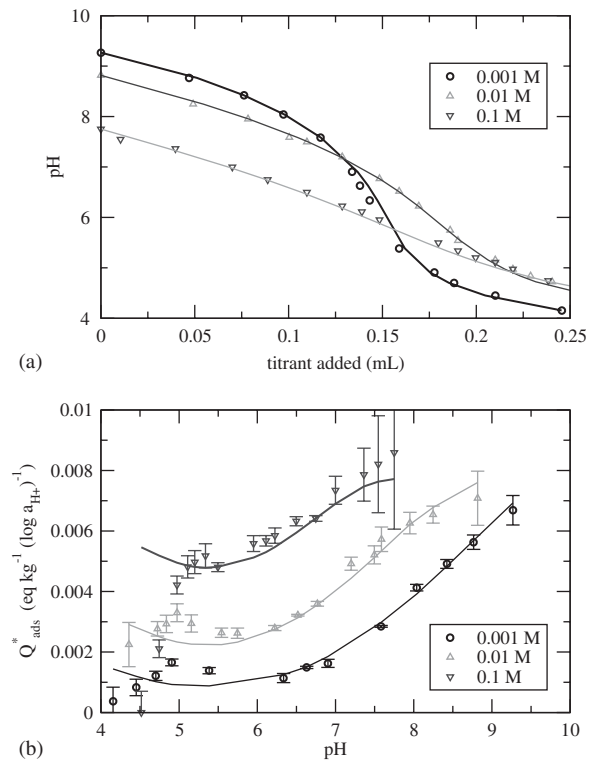 10
8
6
4
pH
0.001 M
0.01 M
0.1 M
0
0.05
0.1
0.15
0.2
0.25
titrant added (mL)
(a)
0.01
0.008
0.006
0.004
0.002
0
Q*ads (eq kg-1 (log aH+)-1)
0.001 M
0.01 M
0.1 M
4
5
6
7
8
9
10
pH
(b)